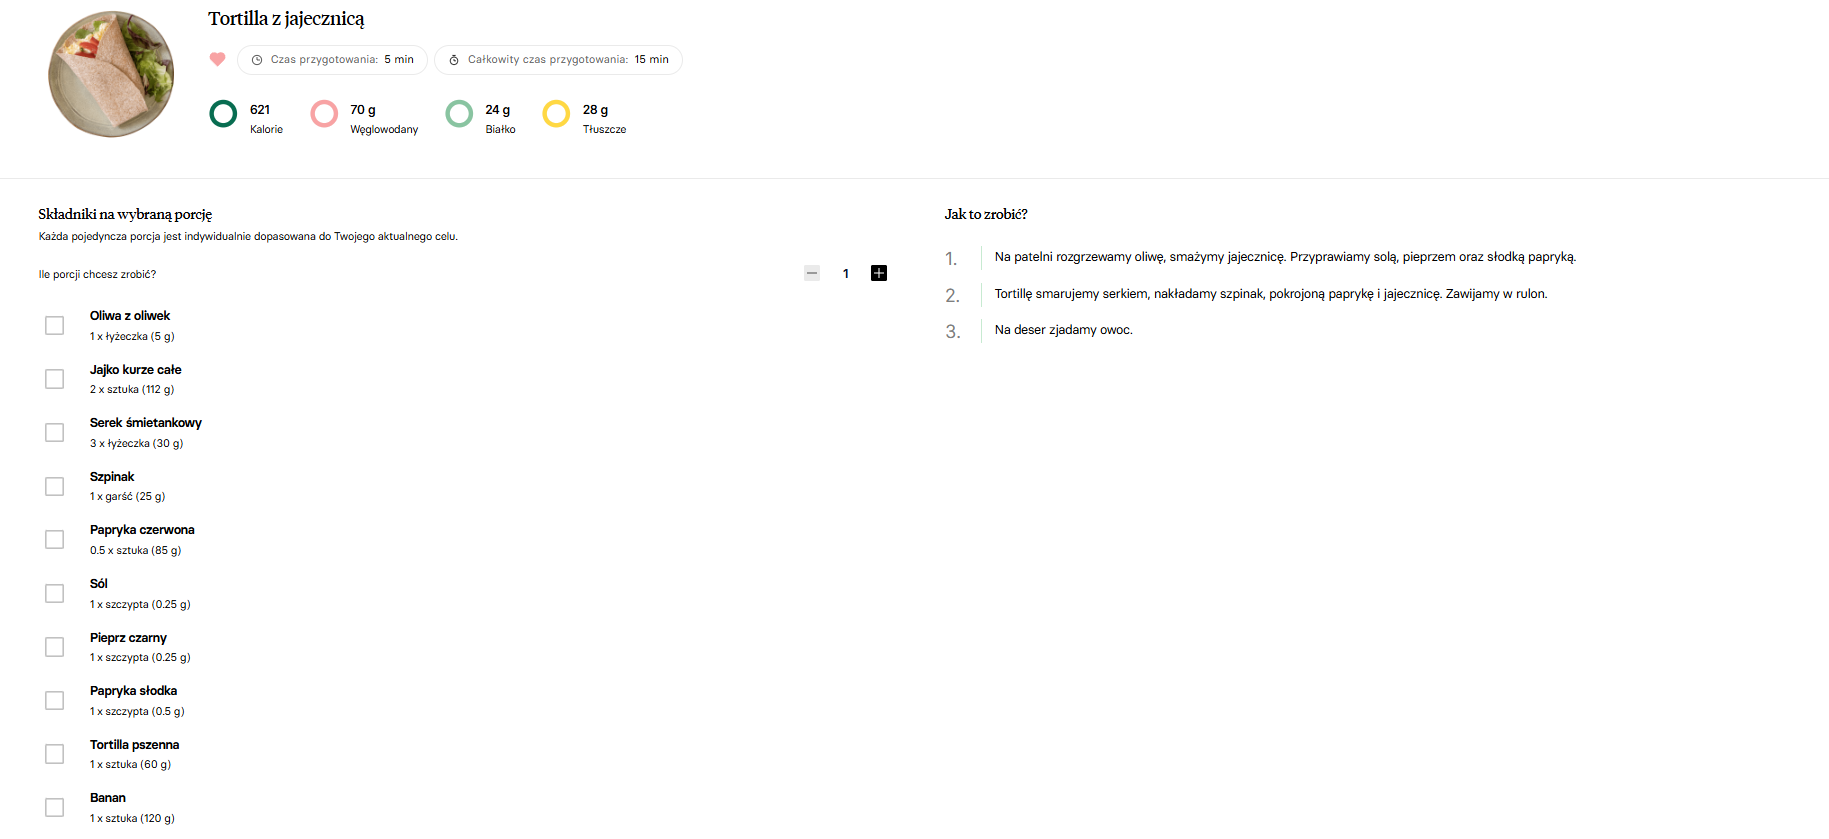 Tortilla z jajecznicą
Czas przygotowania: 5 min
Całkowity czas przygotowania: 15 min
621
Kalorie
70 g
Węglowodany
24 g
Białko
28 g
Tłuszcze
Składniki na wybraną porcję
Każda pojedyncza porcja jest indywidualnie dopasowana do Twojego aktualnego celu.
Ile porcji chcesz zrobić?
1
Oliwa z oliwek
1 x łyżeczka (5 g)
Jajko kurze całe
2 x sztuka (112 g)
Serek śmietankowy
3 x łyżeczka (30 g)
Szpinak
1 x garść (25 g)
Papryka czerwona
0.5 x sztuka (85 g)
Sól
1 x szczypta (0.25 g)
Pieprz czarny
1 x szczypta (0.25 g)
Papryka słodka
1 x szczypta (0.5 g)
Tortilla pszenna
1 x sztuka (60 g)
Banan
1 x sztuka (120 g)
Jak to zrobić?
1. Na patelni rozgrzewamy oliwę, smażymy jajecznicę. Przyprawiamy solą, pieprzem oraz słodką papryką.
2. Tortillę smarujemy serkiem, nakładamy szpinak, pokrojoną paprykę i jajecznicę. Zawijamy w rulon.
3. Na deser zjadamy owoc.